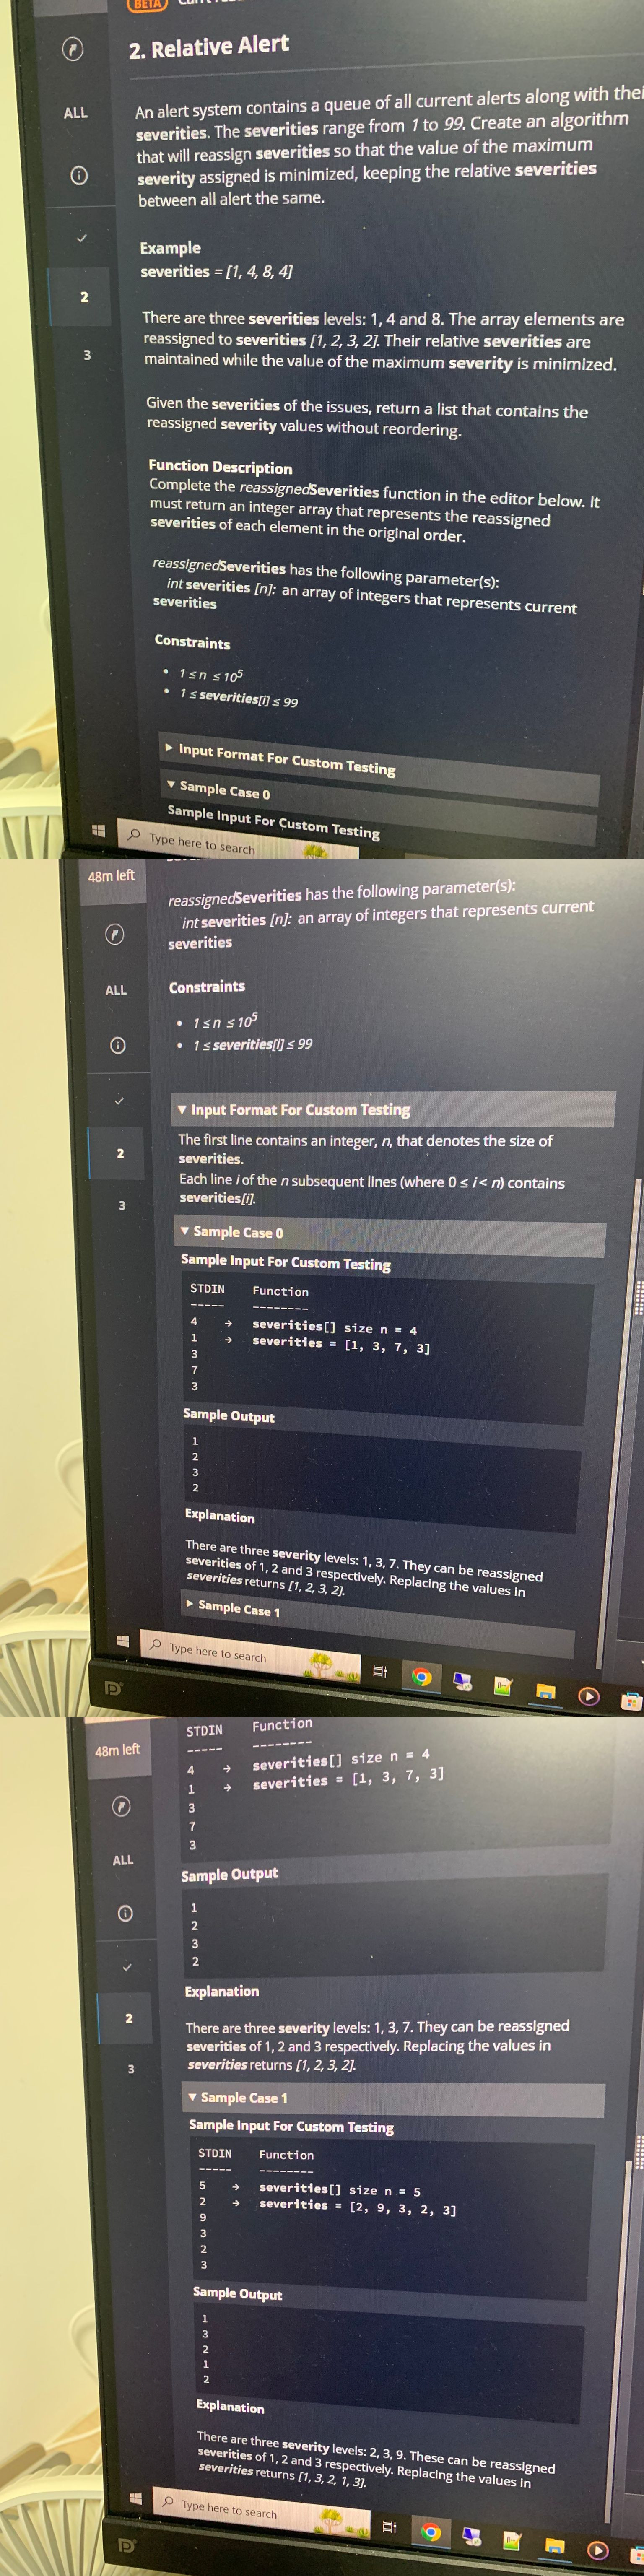 BETA
2. Relative Alert
ALL
An alert system contains a queue of all current alerts along with their
severities. The severities range from 1 to 99. Create an algorithm
that will reassign severities so that the value of the maximum
severity assigned is minimized, keeping the relative severities
between all alert the same.
Example
severities = [1, 4, 8, 4]
2
There are three severities levels: 1, 4 and 8. The array elements are
reassigned to severities [1, 2, 3, 2]. Their relative severities are
3
maintained while the value of the maximum severity is minimized.
Given the severities of the issues, return a list that contains the
reassigned severity values without reordering.
Function Description
Complete the reassignedSeverities function in the editor below. It
must return an integer array that represents the reassigned
severities of each element in the original order.
reassignedSeverities has the following parameter(s):
int severities [n]: an array of integers that represents current
severities
Constraints
• 1 ≤ n ≤ 10⁵
• 1 ≤ severities[i] ≤ 99
▶ Input Format For Custom Testing
▼ Sample Case 0
Sample Input For Custom Testing
Type here to search
48m left
reassignedSeverities has the following parameter(s):
int severities [n]: an array of integers that represents current
severities
ALL
Constraints
• 1 ≤ n ≤ 10⁵
• 1 ≤ severities[i] ≤ 99
▼ Input Format For Custom Testing
The first line contains an integer, n, that denotes the size of
2
severities.
Each line i of the n subsequent lines (where 0 ≤ i < n) contains
3
severities[i].
▼ Sample Case 0
Sample Input For Custom Testing
STDIN Function
----- --------
4 → severities[] size n = 4
1 → severities = [1, 3, 7, 3]
3
7
3
Sample Output
1
2
3
2
Explanation
There are three severity levels: 1, 3, 7. They can be reassigned
severities of 1, 2 and 3 respectively. Replacing the values in
severities returns [1, 2, 3, 2].
▶ Sample Case 1
Type here to search
48m left
STDIN Function
----- --------
4 → severities[] size n = 4
1 → severities = [1, 3, 7, 3]
3
7
3
ALL
Sample Output
1
2
3
2
Explanation
2
There are three severity levels: 1, 3, 7. They can be reassigned
severities of 1, 2 and 3 respectively. Replacing the values in
3
severities returns [1, 2, 3, 2].
▼ Sample Case 1
Sample Input For Custom Testing
STDIN Function
----- --------
5 → severities[] size n = 5
2 → severities = [2, 9, 3, 2, 3]
9
3
2
3
Sample Output
1
3
2
1
2
Explanation
There are three severity levels: 2, 3, 9. These can be reassigned
severities of 1, 2 and 3 respectively. Replacing the values in
severities returns [1, 3, 2, 1, 3].
Type here to search